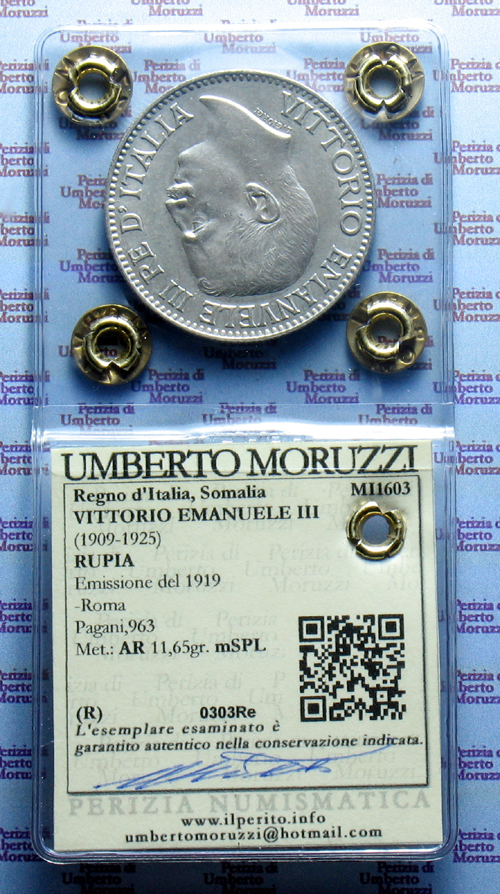 VITTORIO EMANVELE III PE D'ITALIA
UMBERTO MORUZZI
Regno d'Italia, Somalia MI1603
VITTORIO EMANUELE III
(1909-1925)
RUPIA
Emissione del 1919
-Roma
Pagani,963
Met.: AR 11,65gr. mSPL
(R) 0303Re
L'esemplare esaminato è
garantito autentico nella conservazione indicata.
PERIZIA NUMISMATICA
www.ilperito.info
umbertomoruzzi@hotmail.com
Perizia di
Umberto
Moruzzi